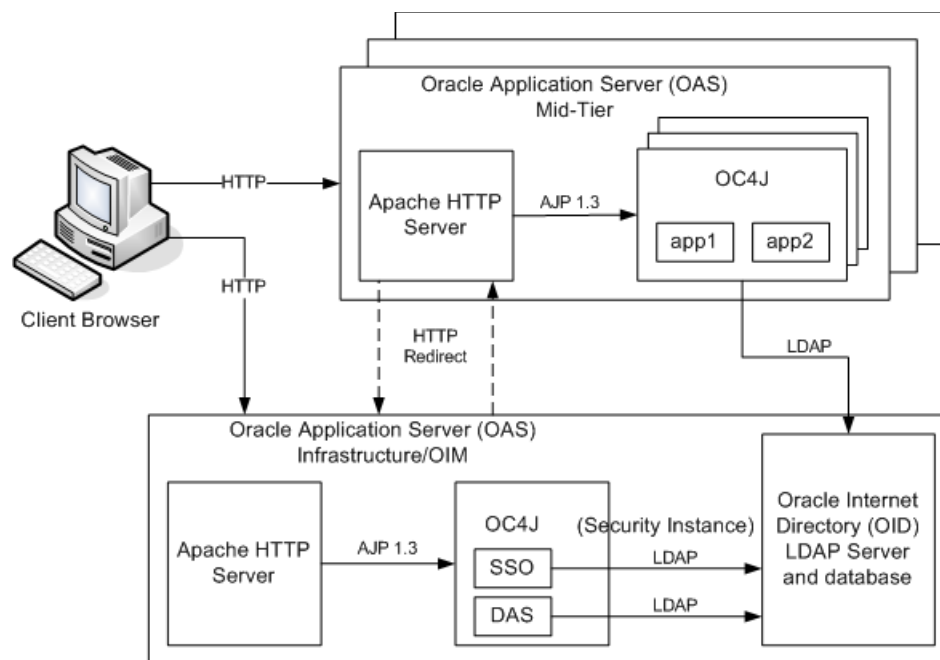 Oracle Application Server (OAS)
Mid-Tier
HTTP
Apache HTTP
Server
AJP 1.3
OC4J
app1
app2
Client Browser
HTTP
HTTP
Redirect
LDAP
Oracle Application Server (OAS)
Infrastructure/OIM
Apache HTTP
Server
AJP 1.3
OC4J
SSO
DAS
(Security Instance)
LDAP
LDAP
Oracle Internet
Directory (OID)
LDAP Server
and database